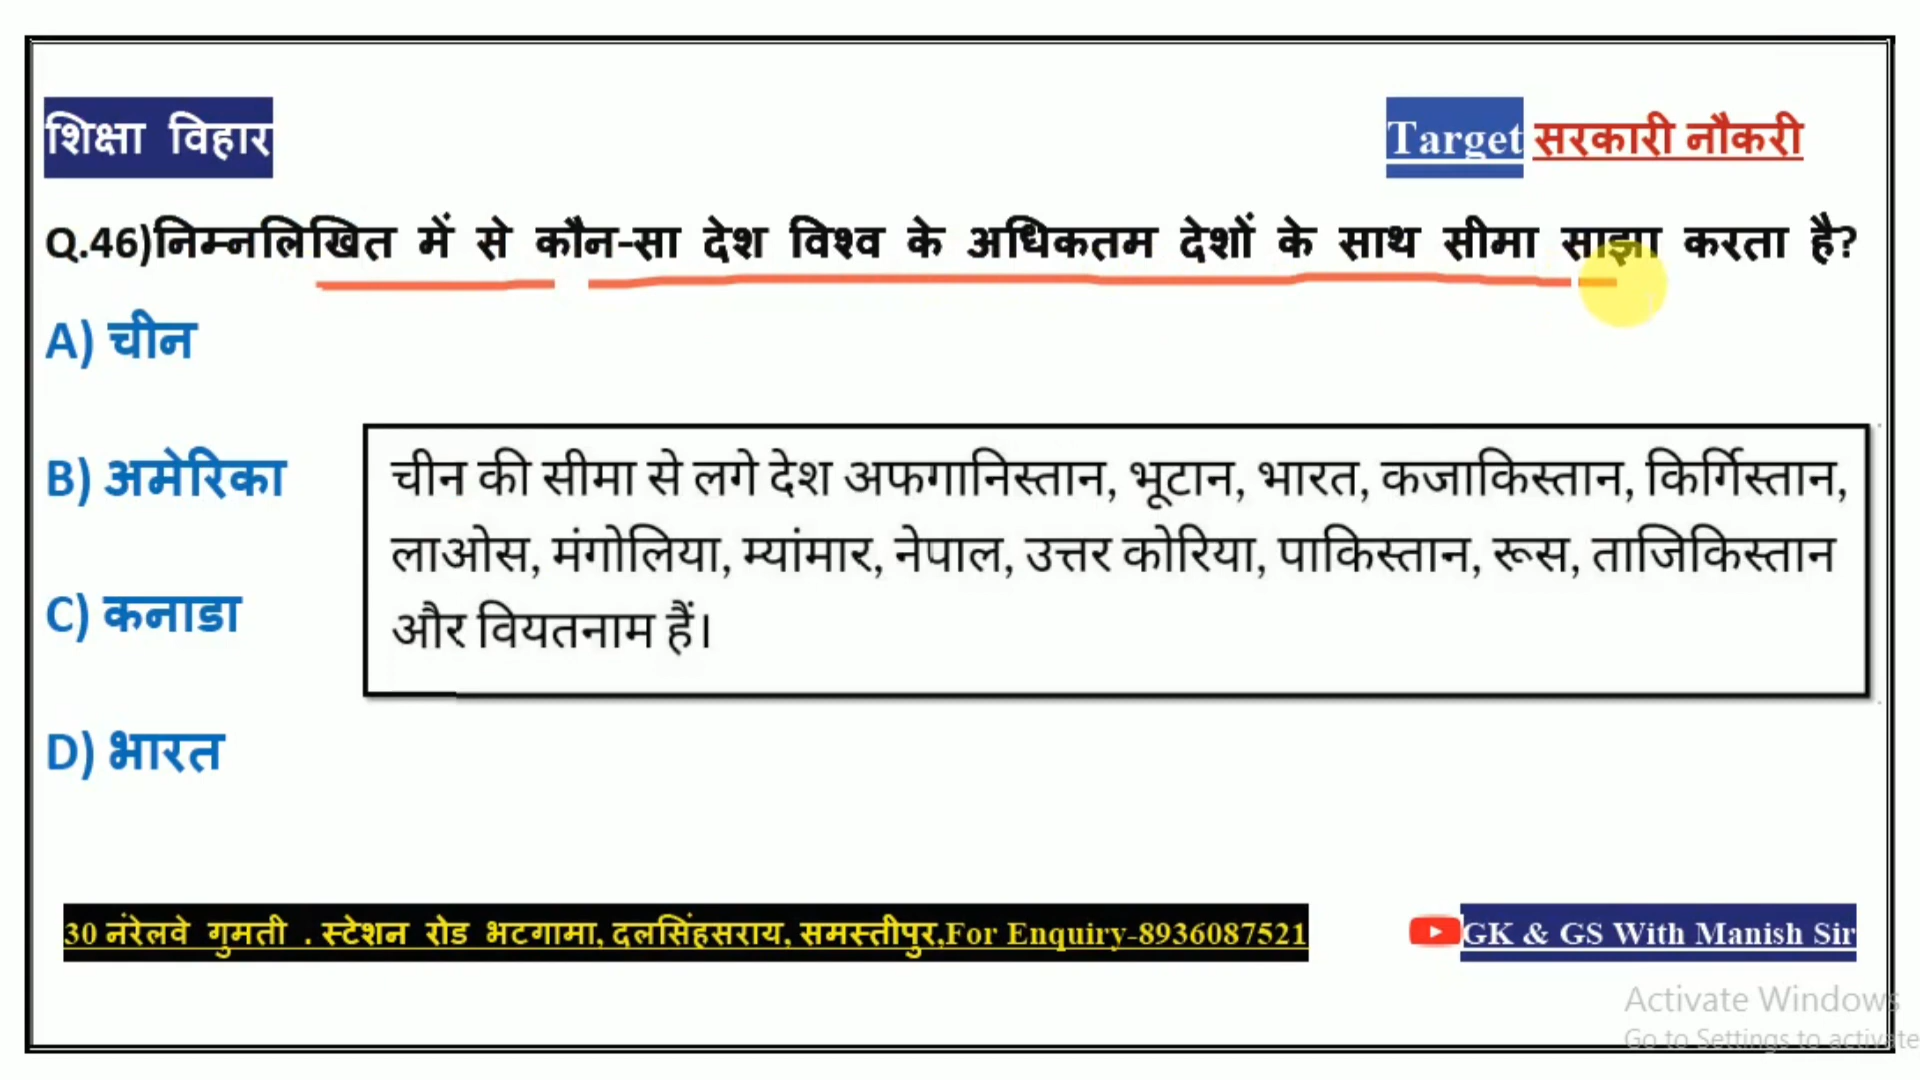 शिक्षा विहार
Target सरकारी नौकरी
Q.46)निम्नलिखित में से कौन-सा देश विश्व के अधिकतम देशों के साथ सीमा साझा करता है?
A) चीन
B) अमेरिका
चीन की सीमा से लगे देश अफगानिस्तान, भूटान, भारत, कजाकिस्तान, किर्गिस्तान,
लाओस, मंगोलिया, म्यांमार, नेपाल, उत्तर कोरिया, पाकिस्तान, रूस, ताजिकिस्तान
और वियतनाम हैं।
C) कनाडा
D) भारत
30 नंरेलवे गुमती . स्टेशन रोड भटगामा, दलसिंहसराय, समस्तीपुर,For Enquiry-8936087521
GK & GS With Manish Sir
Activate Windows
Go to Settings to activate